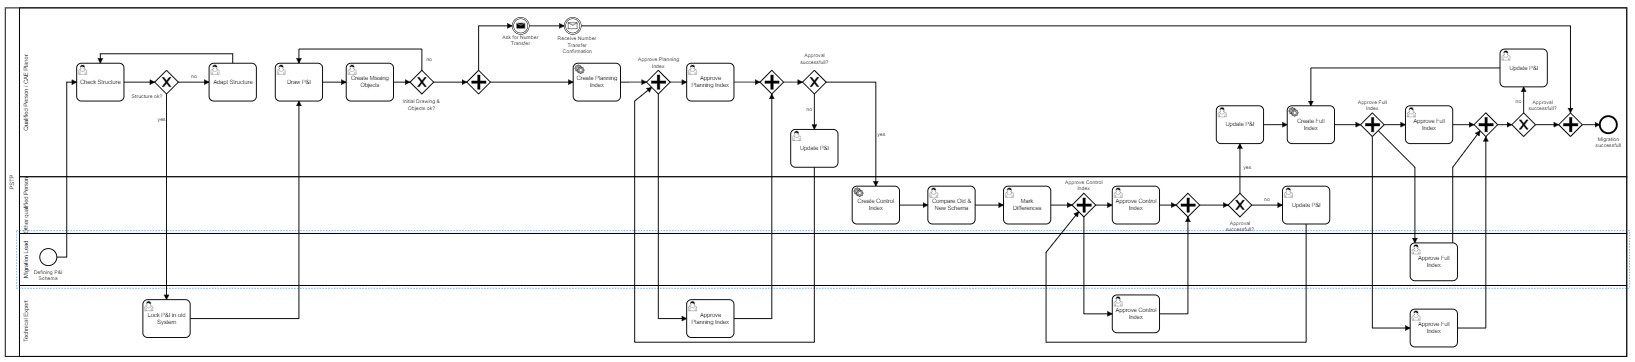 PSTP
Qualified Person / CAE Planner
Other qualified Person
Migration Lead
Technical Expert
Defining P&I
Schema
Check Structure
Structure ok?
no
yes
Adapt Structure
Lock P&I in old
System
Draw P&I
Create Missing
Objects
no
Initial Drawing &
Objects ok?
Ask for Number
Transfer
Receive Number
Transfer
Confirmation
Create Planning
Index
Approve Planning
Index
Approve
Planning Index
Approve
Planning Index
Approval
successfull?
no
yes
Update P&I
Create Control
Index
Compare Old &
New Schema
Mark
Differences
Approve Control
Index
Approve Control
Index
Approve Control
Index
Approval
successfull?
yes
no
Update P&I
Update P&I
Create Full
Index
Approve Full
Index
Approve Full
Index
Approve Full
Index
Approve Full
Index
Update P&I
no
Approval
successfull?
Migration
successfull